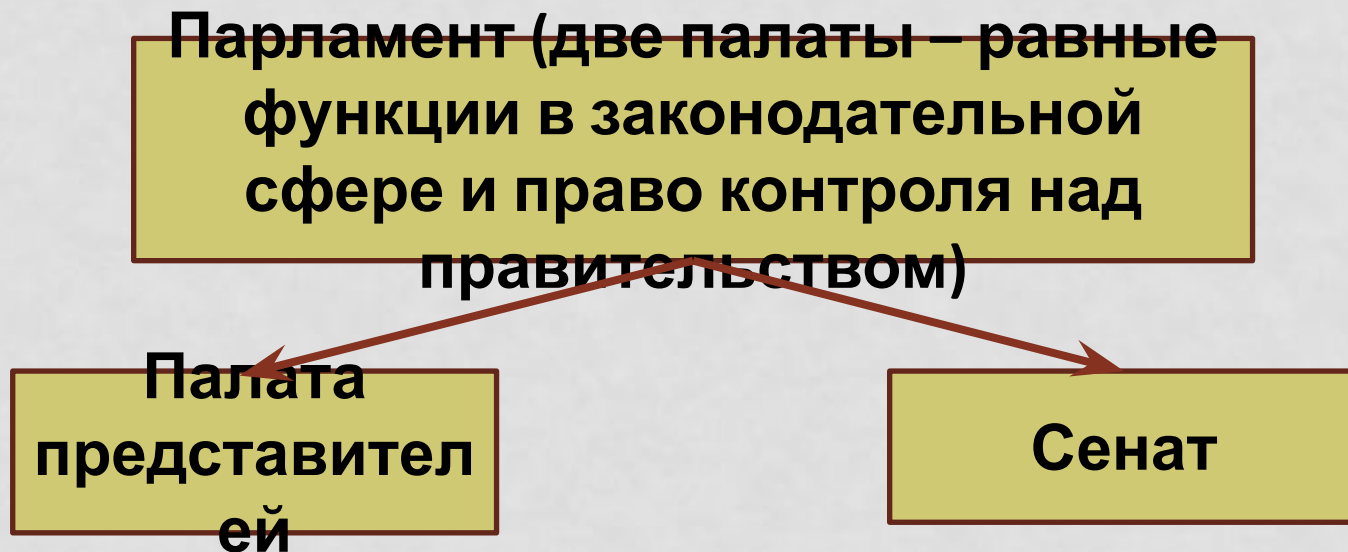 Парламент (две палаты – равные
функции в законодательной
сфере и право контроля над
правительством)
Палата
представител
ей
Сенат